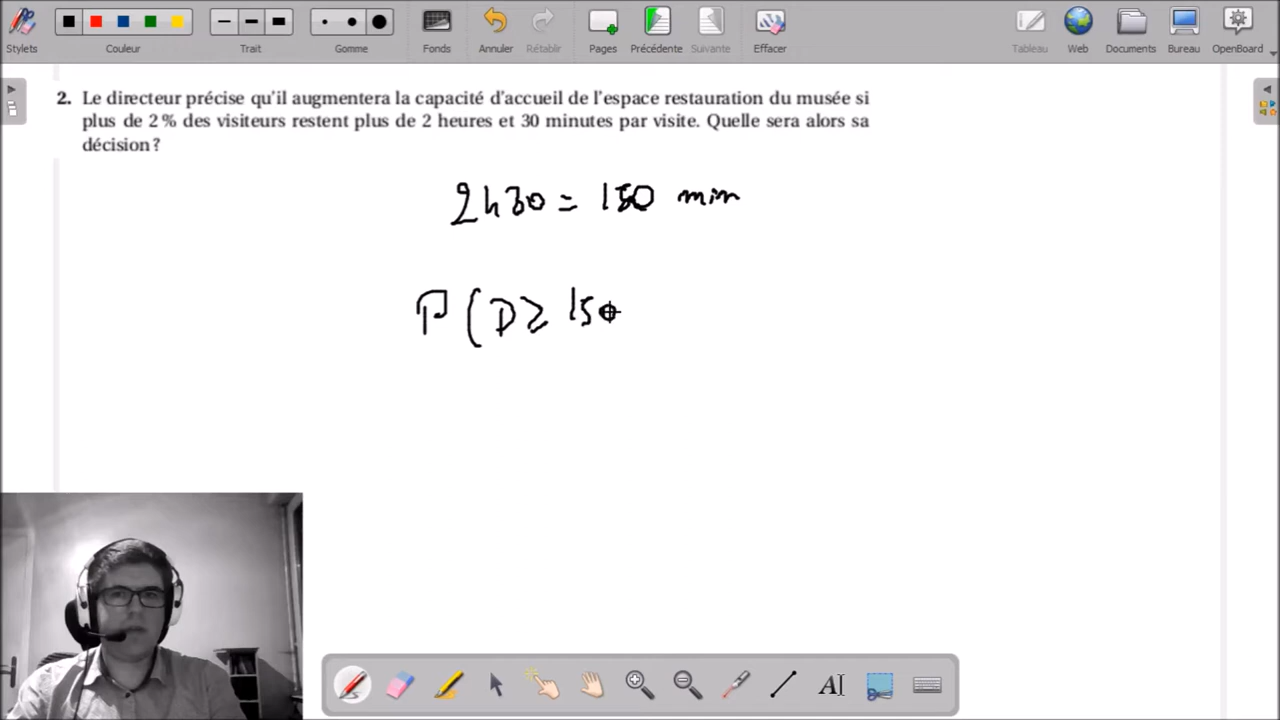 Stylets
Couleur
Trait
Gomme
Fonds
Annuler
Rétablir
Pages
Précédente
Suivante
Effacer
Tableau
Web
Documents
Bureau
OpenBoard
2. Le directeur précise qu'il augmentera la capacité d'accueil de l'espace restauration du musée si
plus de 2 % des visiteurs restent plus de 2 heures et 30 minutes par visite. Quelle sera alors sa
décision ?
2h30 = 150 min
P(D ≥ 150
AI